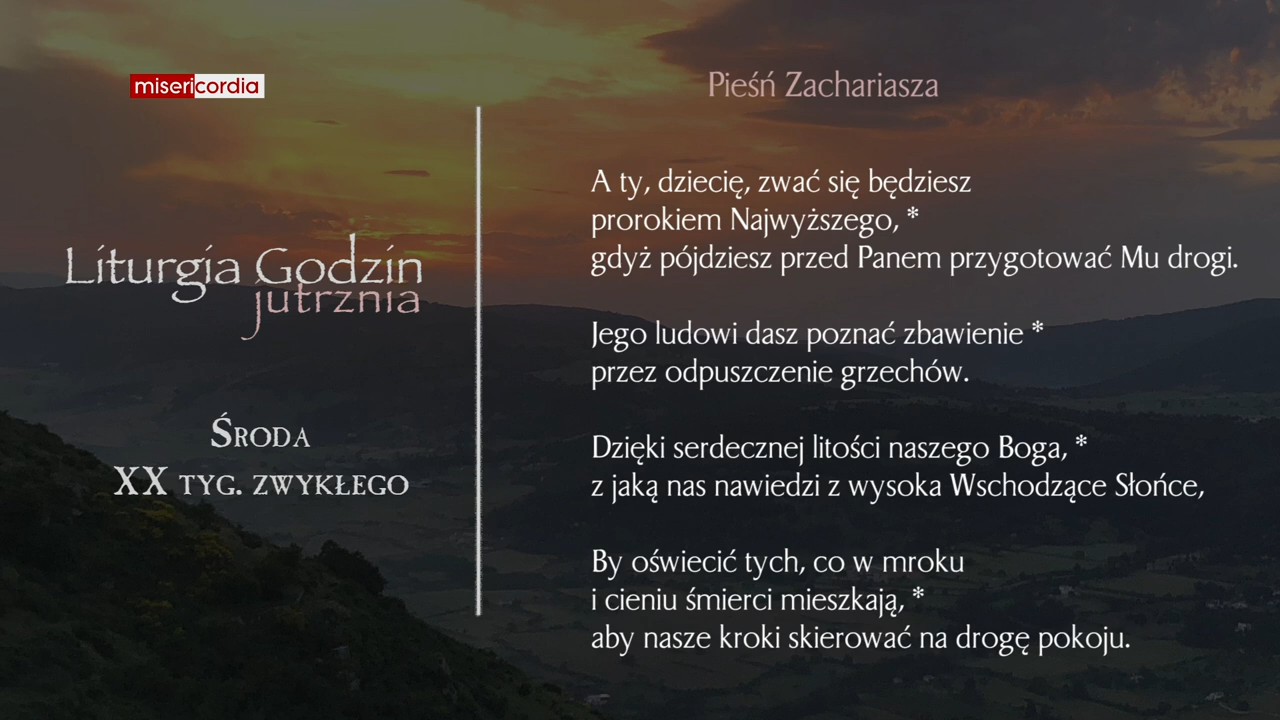 misericordia
Liturgia Godzin
jutrznia
Środa
XX tyg. zwykłego
Pieśń Zachariasza
A ty, dziecię, zwać się będziesz
prorokiem Najwyższego, *
gdyż pójdziesz przed Panem przygotować Mu drogi.
Jego ludowi dasz poznać zbawienie *
przez odpuszczenie grzechów.
Dzięki serdecznej litości naszego Boga, *
z jaką nas nawiedzi z wysoka Wschodzące Słońce,
By oświecić tych, co w mroku
i cieniu śmierci mieszkają, *
aby nasze kroki skierować na drogę pokoju.